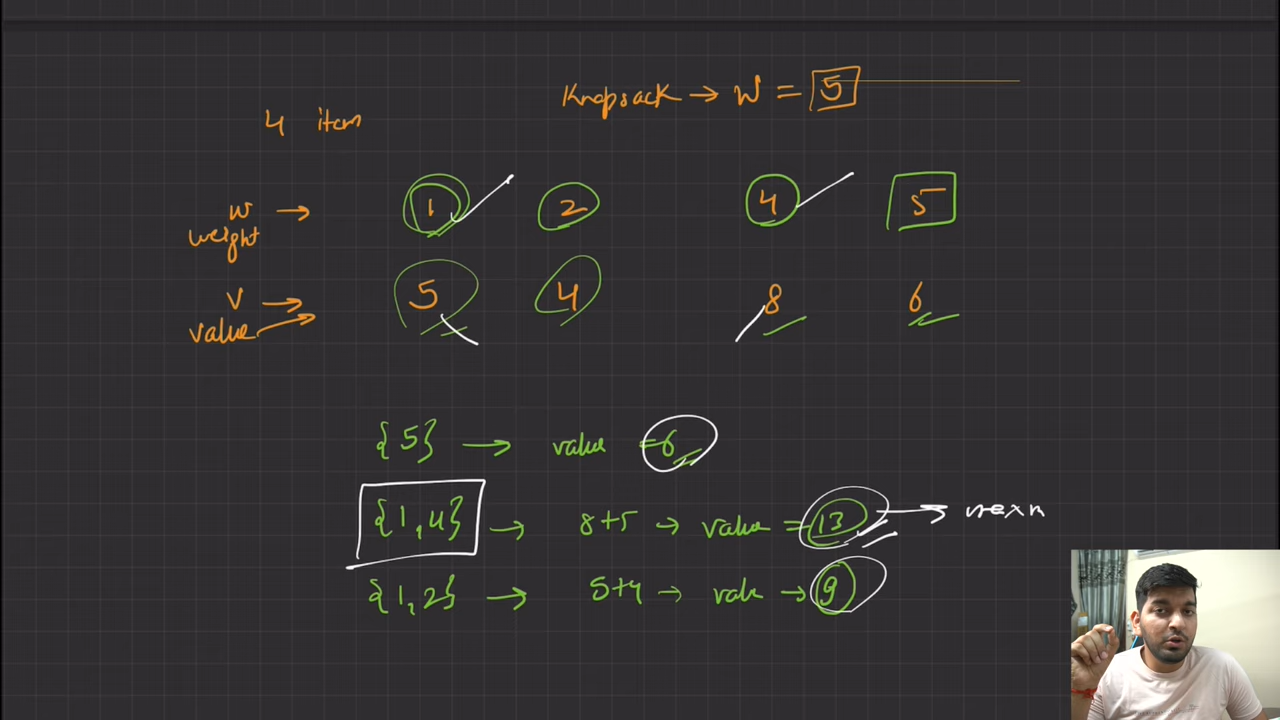 Knapsack → W = 5
4 item
w → 1 2 4 5
weight
v → 5 4 8 6
value
{5} → value = 6
{1,4} → 8+5 → value = 13 →
{1,2} → 5+4 → → 9